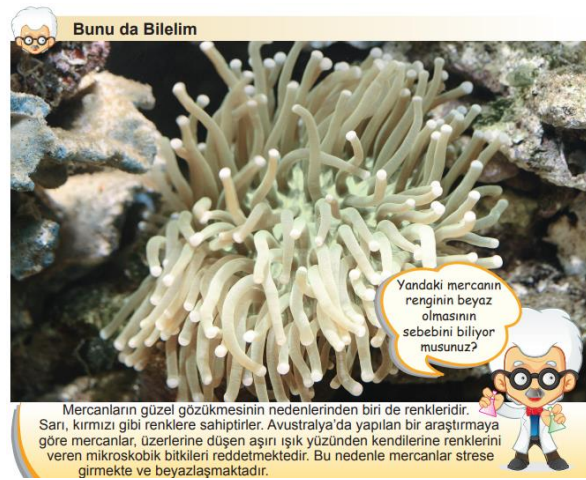 Bunu da Bilelim
Yandaki mercanın
renginin beyaz
olmasının
sebebini biliyor
musunuz?
Mercanların güzel gözükmesinin nedenlerinden biri de renkleridir.
Sarı, kırmızı gibi renklere sahiptirler. Avustralya'da yapılan bir araştırmaya
göre mercanlar, üzerlerine düşen aşırı ışık yüzünden kendilerine renklerini
veren mikroskobik bitkileri reddetmektedir. Bu nedenle mercanlar strese
girmekte ve beyazlaşmaktadır.